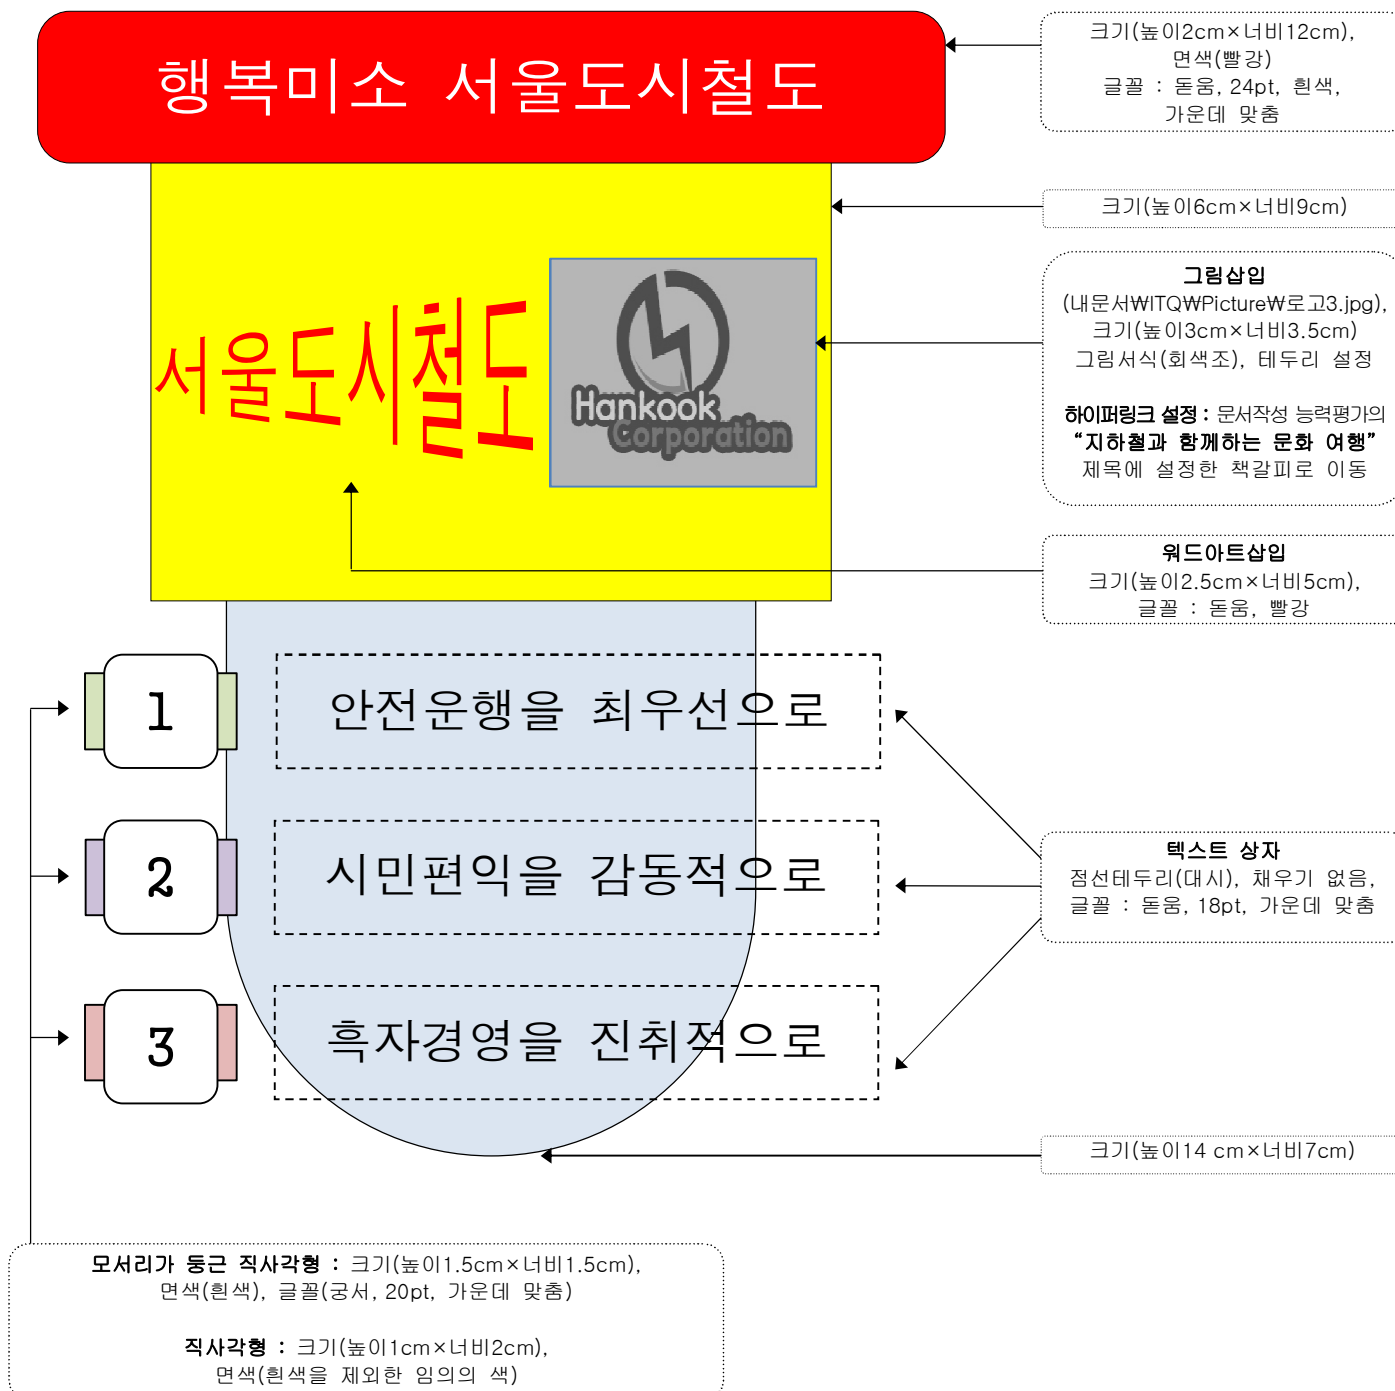 행복미소 서울도시철도
크기(높이2cm×너비12cm),
면색(빨강)
글꼴 : 돋움, 24pt, 흰색,
가운데 맞춤
크기(높이6cm×너비9cm)
서울도시철도
Hankook
Corporation
그림삽입
(내문서₩ITQ₩Picture₩로고3.jpg),
크기(높이3cm×너비3.5cm)
그림서식(회색조), 테두리 설정
하이퍼링크 설정 : 문서작성 능력평가의
“지하철과 함께하는 문화 여행”
제목에 설정한 책갈피로 이동
워드아트삽입
크기(높이2.5cm×너비5cm),
글꼴 : 돋움, 빨강
1 안전운행을 최우선으로
2 시민편익을 감동적으로
3 흑자경영을 진취적으로
텍스트 상자
점선테두리(대시), 채우기 없음,
글꼴 : 돋움, 18pt, 가운데 맞춤
크기(높이14 cm×너비7cm)
모서리가 둥근 직사각형 : 크기(높이1.5cm×너비1.5cm),
면색(흰색), 글꼴(궁서, 20pt, 가운데 맞춤)
직사각형 : 크기(높이1cm×너비2cm),
면색(흰색을 제외한 임의의 색)